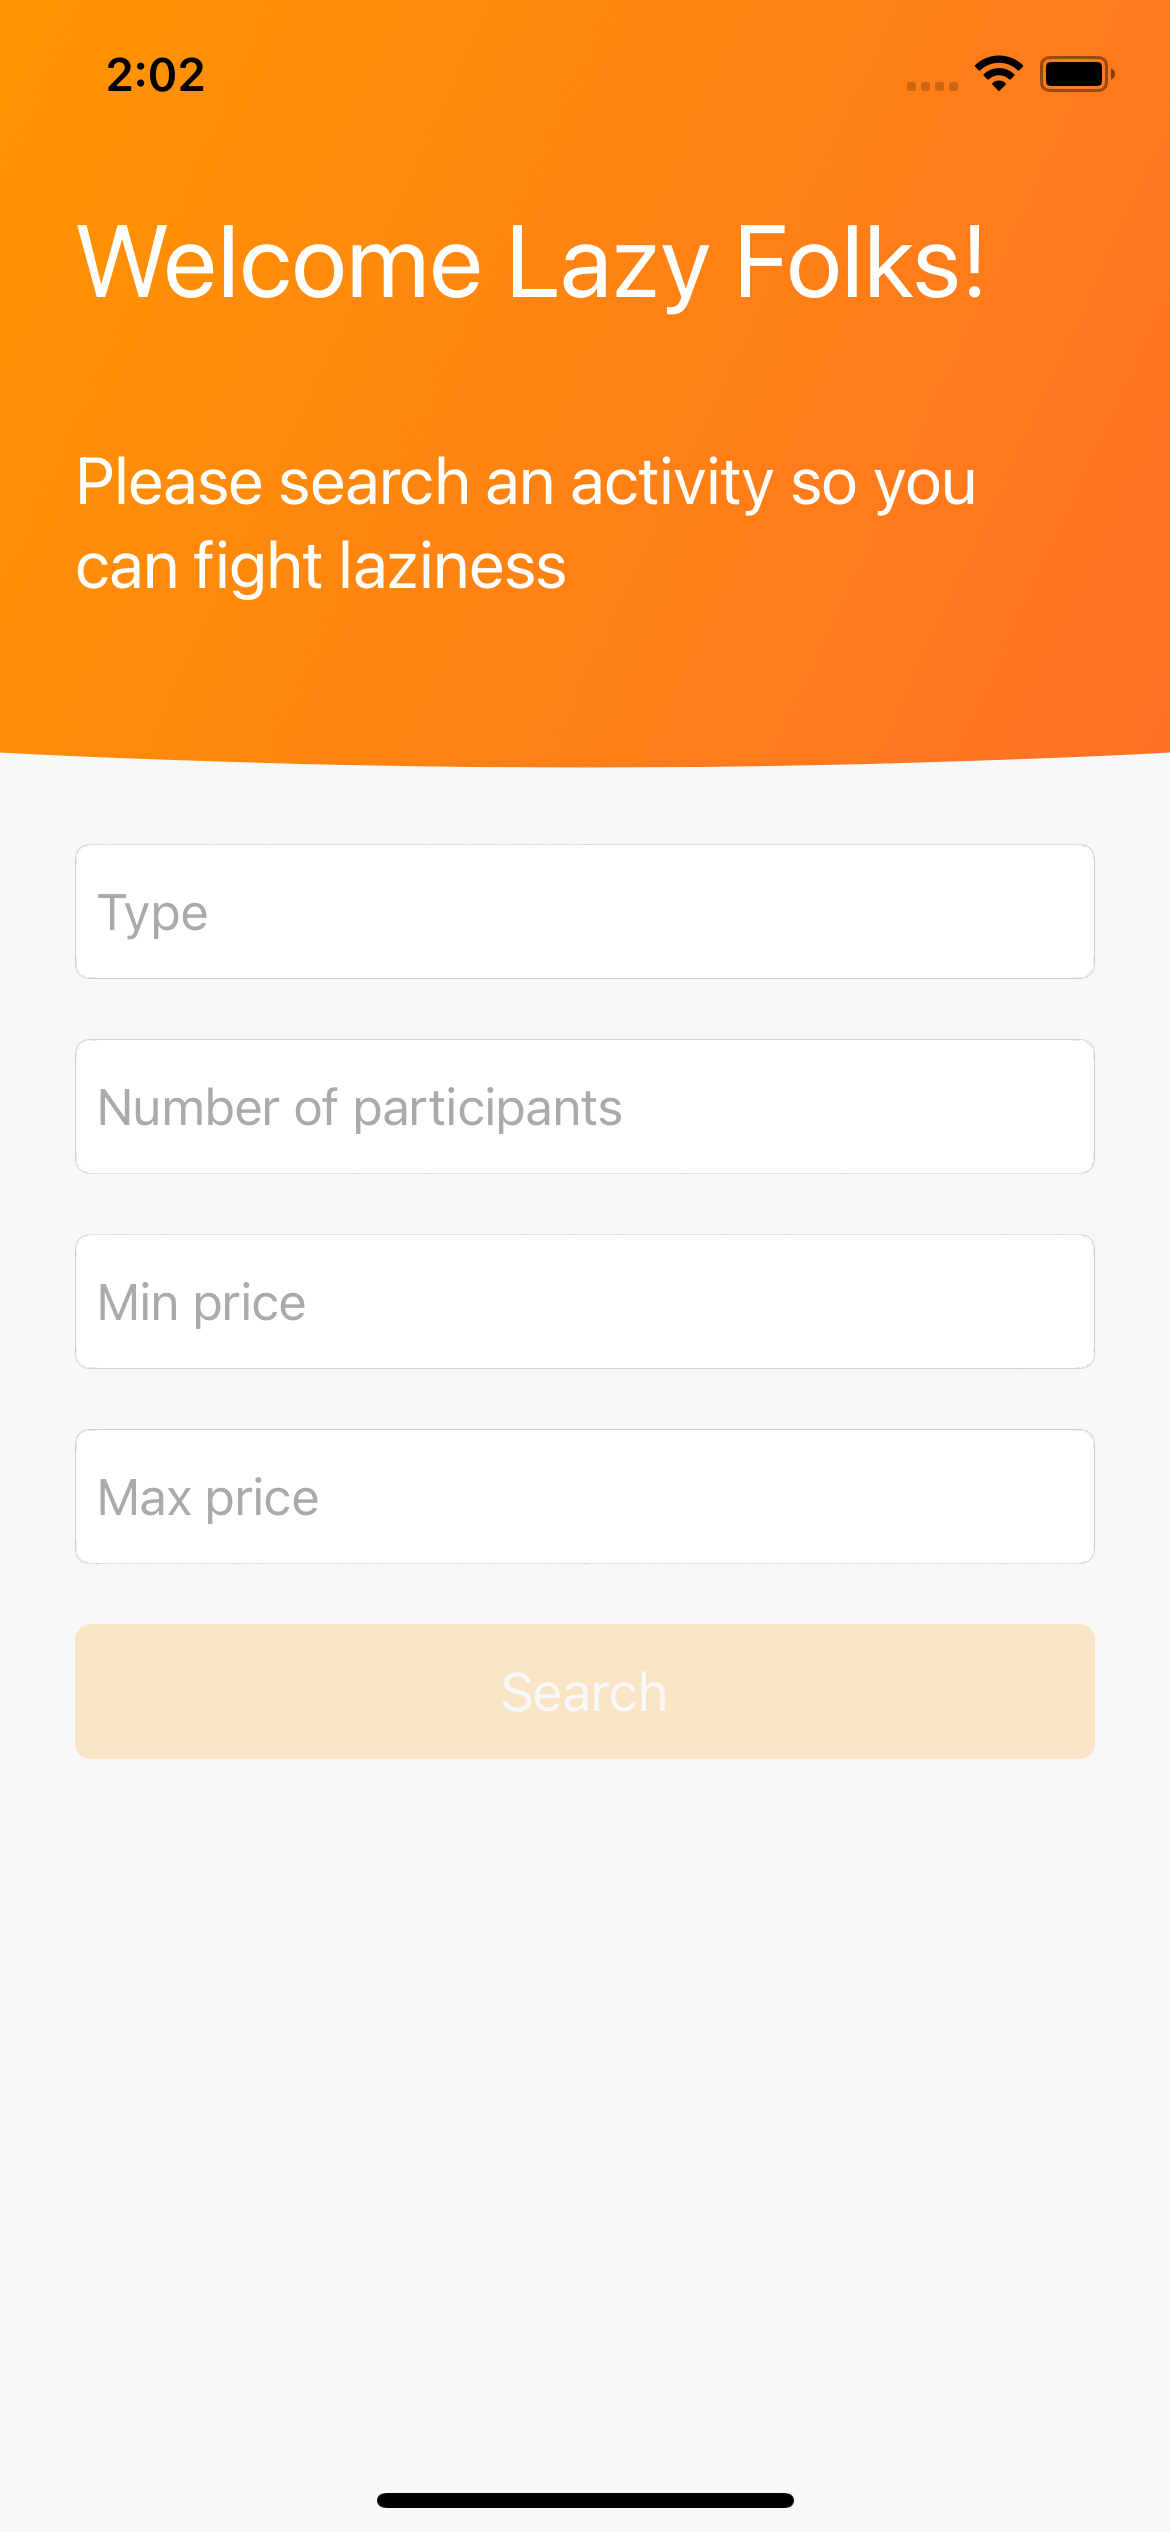 2:02
Welcome Lazy Folks!
Please search an activity so you
can fight laziness
Type
Number of participants
Min price
Max price
Search